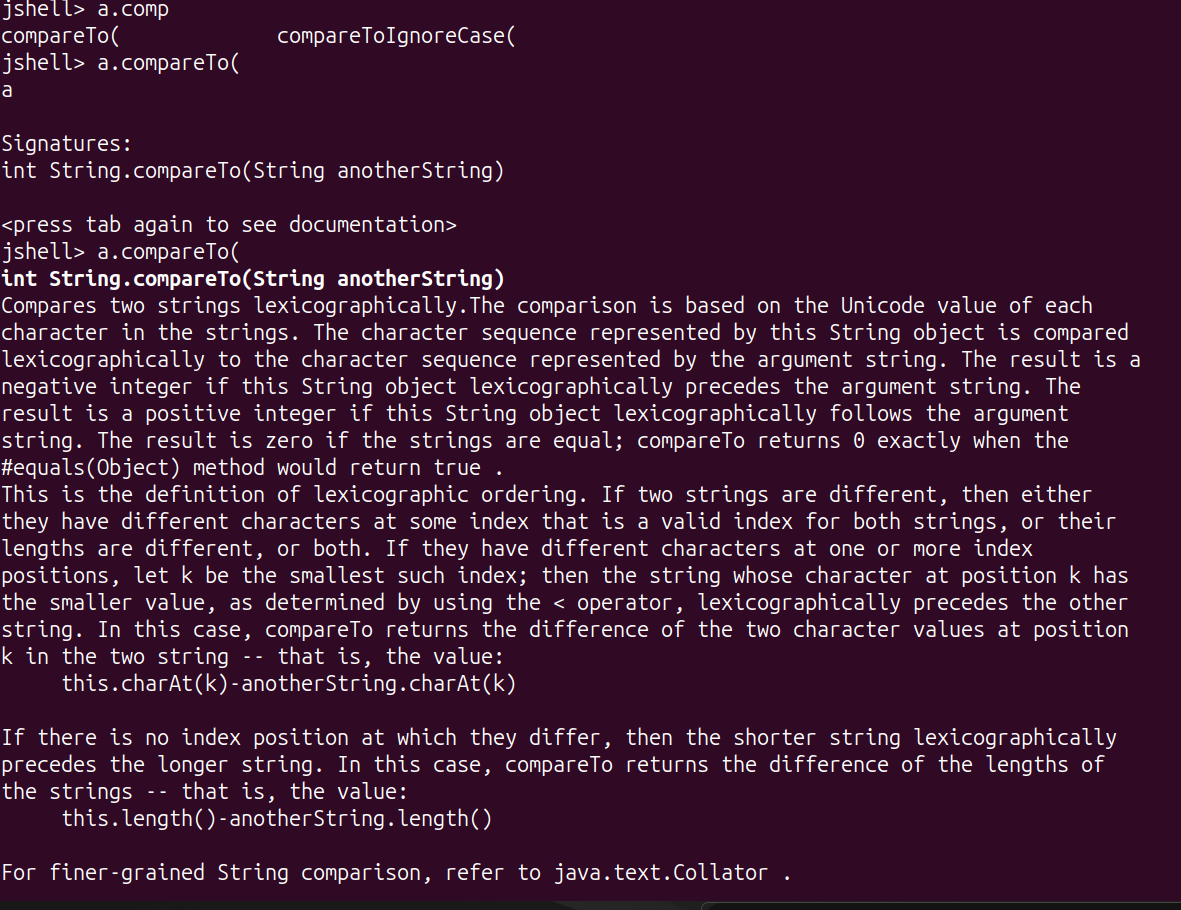 jshell> a.comp
compareTo(             compareToIgnoreCase(
jshell> a.compareTo(
a
Signatures:
int String.compareTo(String anotherString)
<press tab again to see documentation>
jshell> a.compareTo(
int String.compareTo(String anotherString)
Compares two strings lexicographically.The comparison is based on the Unicode value of each
character in the strings. The character sequence represented by this String object is compared
lexicographically to the character sequence represented by the argument string. The result is a
negative integer if this String object lexicographically precedes the argument string. The
result is a positive integer if this String object lexicographically follows the argument
string. The result is zero if the strings are equal; compareTo returns 0 exactly when the
#equals(Object) method would return true .
This is the definition of lexicographic ordering. If two strings are different, then either
they have different characters at some index that is a valid index for both strings, or their
lengths are different, or both. If they have different characters at one or more index
positions, let k be the smallest such index; then the string whose character at position k has
the smaller value, as determined by using the < operator, lexicographically precedes the other
string. In this case, compareTo returns the difference of the two character values at position
k in the two string -- that is, the value:
     this.charAt(k)-anotherString.charAt(k)
If there is no index position at which they differ, then the shorter string lexicographically
precedes the longer string. In this case, compareTo returns the difference of the lengths of
the strings -- that is, the value:
     this.length()-anotherString.length()
For finer-grained String comparison, refer to java.text.Collator .